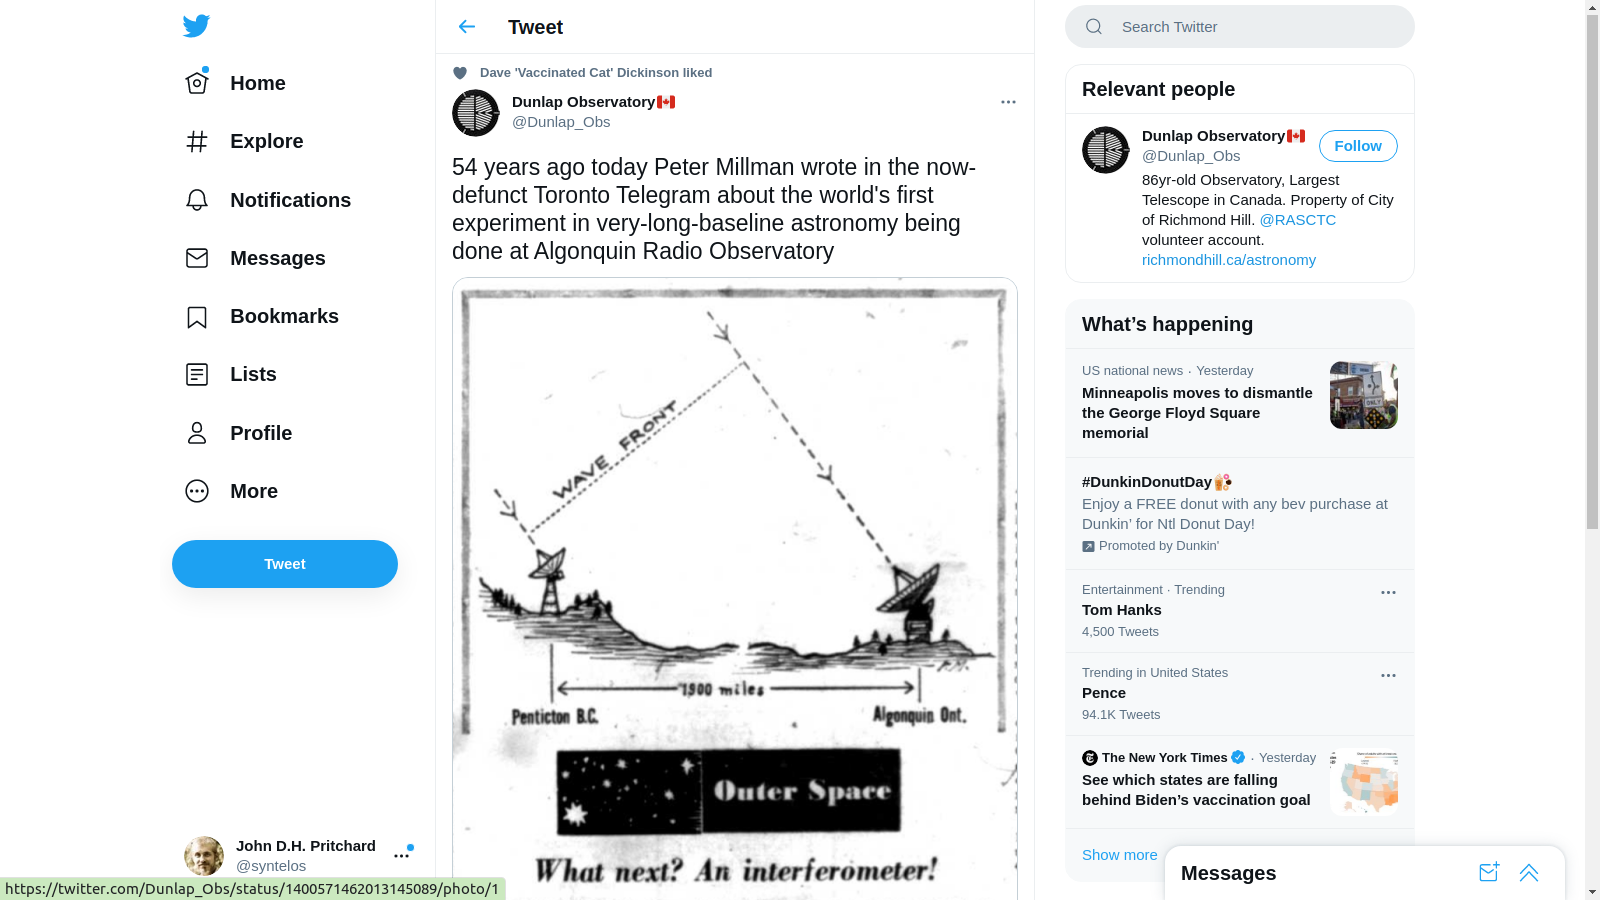 Home
Explore
Notifications
Messages
Bookmarks
Lists
Profile
More
Tweet
John D.H. Pritchard
@syntelos
https://twitter.com/Dunlap_Obs/status/1400571462013145089/photo/1
Tweet
Dave 'Vaccinated Cat' Dickinson liked
Dunlap Observatory
@Dunlap_Obs
54 years ago today Peter Millman wrote in the now-
defunct Toronto Telegram about the world's first
experiment in very-long-baseline astronomy being
done at Algonquin Radio Observatory
WAVE FRONT
1900 miles
Penticton B.C.
Algonquin Ont.
Outer Space
What next? An interferometer!
Search Twitter
Relevant people
Dunlap Observatory
@Dunlap_Obs
Follow
86yr-old Observatory, Largest
Telescope in Canada. Property of City
of Richmond Hill. @RASCTC
volunteer account.
richmondhill.ca/astronomy
What’s happening
US national news · Yesterday
Minneapolis moves to dismantle
the George Floyd Square
memorial
ONLY
#DunkinDonutDay
Enjoy a FREE donut with any bev purchase at
Dunkin’ for Ntl Donut Day!
Promoted by Dunkin'
Entertainment · Trending
Tom Hanks
4,500 Tweets
Trending in United States
Pence
94.1K Tweets
The New York Times · Yesterday
See which states are falling
behind Biden’s vaccination goal
Show more
Messages